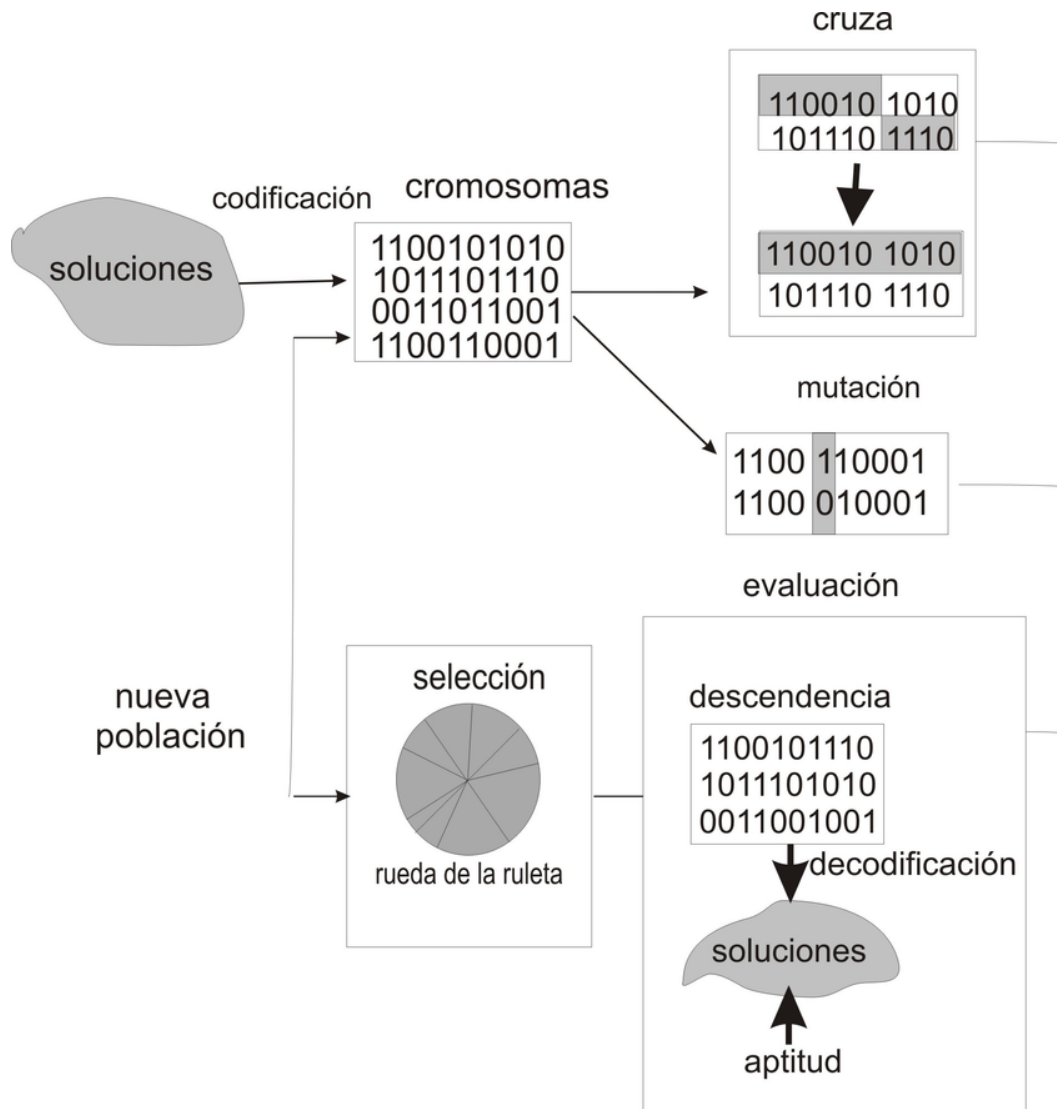 cruza
110010 1010
101110 1110
110010 1010
101110 1110
codificación
cromosomas
soluciones
1100101010
1011101110
0011011001
1100110001
mutación
1100 110001
1100 010001
evaluación
nueva
población
selección
rueda de la ruleta
descendencia
1100101110
1011101010
0011001001
decodificación
soluciones
aptitud